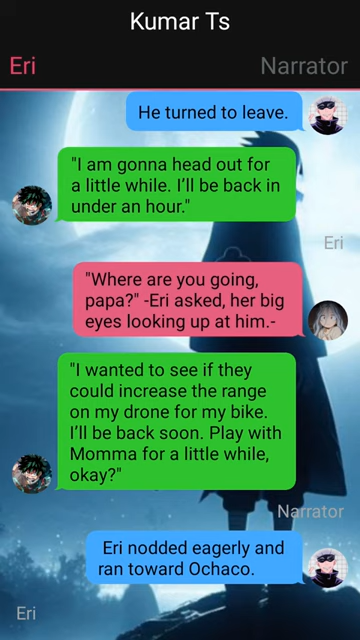 Kumar Ts
Eri
Narrator
He turned to leave.
"I am gonna head out for
a little while. I'll be back in
under an hour."
Eri
"Where are you going,
papa?" -Eri asked, her big
eyes looking up at him.-
"I wanted to see if they
could increase the range
on my drone for my bike.
I'll be back soon. Play with
Momma for a little while,
okay?"
Narrator
Eri nodded eagerly and
ran toward Ochaco.
Eri